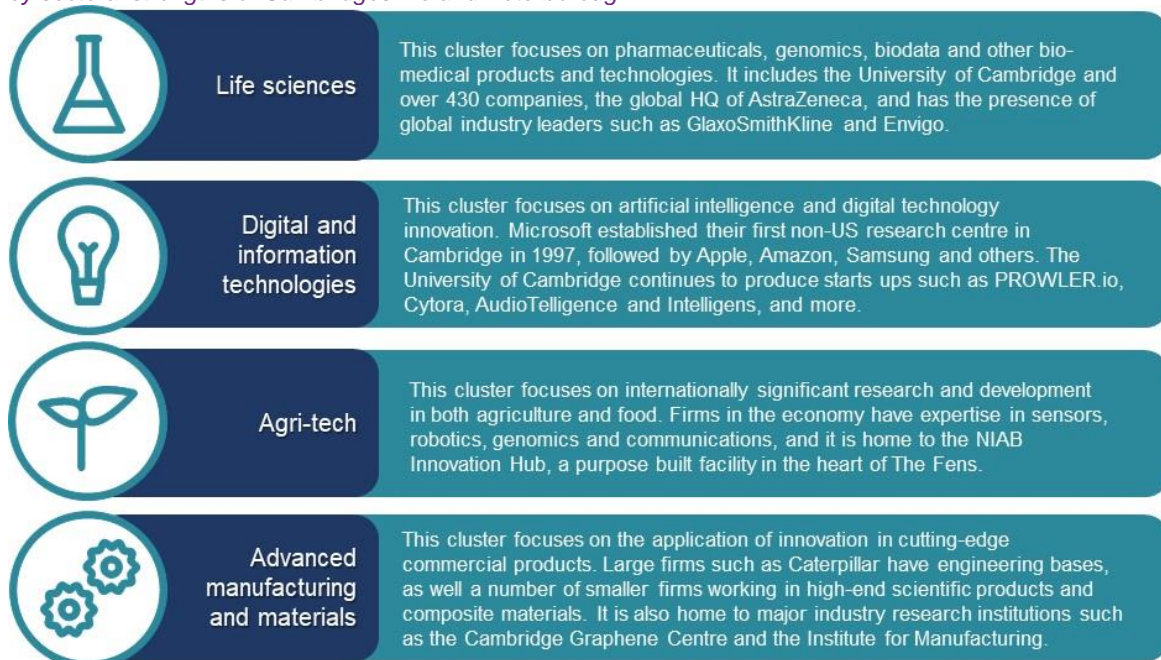 sectoral strengths of Cambridgeshire and Peterborough
Life sciences
This cluster focuses on pharmaceuticals, genomics, biodata and other bio-
medical products and technologies. It includes the University of Cambridge and
over 430 companies, the global HQ of AstraZeneca, and has the presence of
global industry leaders such as GlaxoSmithKline and Envigo.
Digital and
information
technologies
This cluster focuses on artificial intelligence and digital technology
innovation. Microsoft established their first non-US research centre in
Cambridge in 1997, followed by Apple, Amazon, Samsung and others. The
University of Cambridge continues to produce starts ups such as PROWLER.io,
Cytora, AudioTelligence and Intelligens, and more.
Agri-tech
This cluster focuses on internationally significant research and development
in both agriculture and food. Firms in the economy have expertise in sensors,
robotics, genomics and communications, and it is home to the NIAB
Innovation Hub, a purpose built facility in the heart of The Fens.
Advanced
manufacturing
and materials
This cluster focuses on the application of innovation in cutting-edge
commercial products. Large firms such as Caterpillar have engineering bases,
as well a number of smaller firms working in high-end scientific products and
composite materials. It is also home to major industry research institutions such
as the Cambridge Graphene Centre and the Institute for Manufacturing.